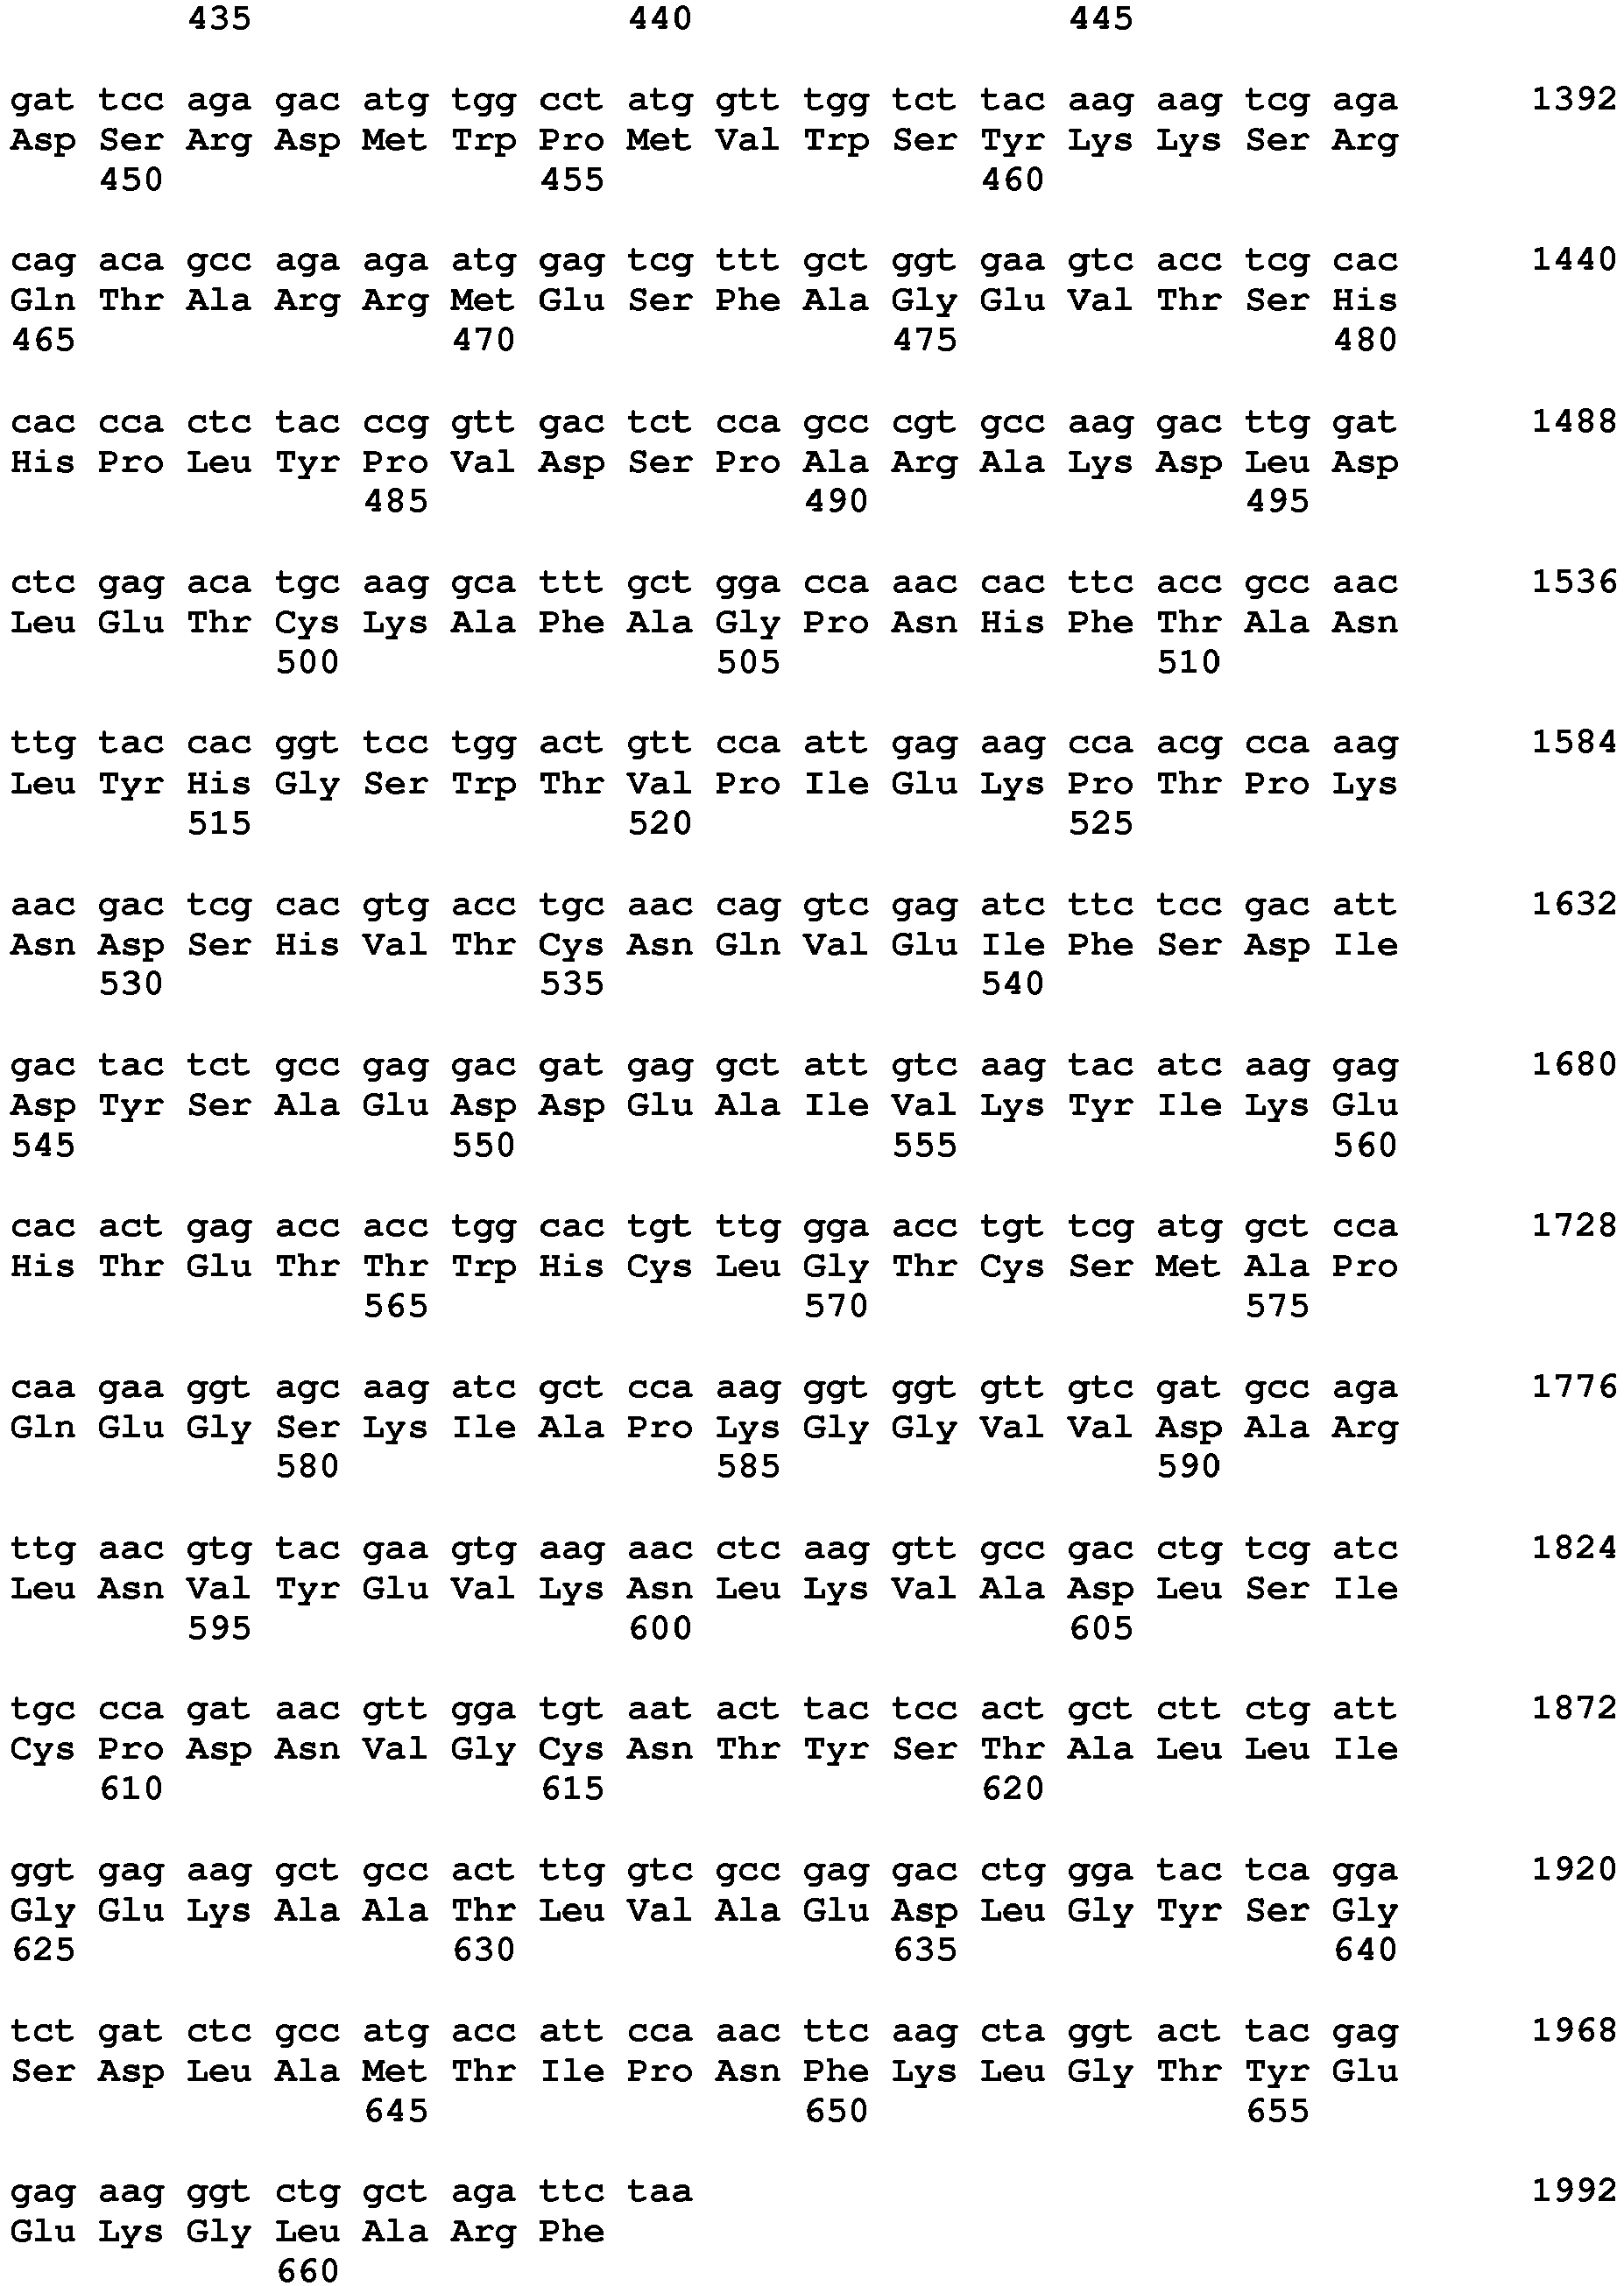 435 440 445
gat tcc aga gac atg tgg cct atg gtt tgg tct tac aag aag tcg aga 1392
Asp Ser Arg Asp Met Trp Pro Met Val Trp Ser Tyr Lys Lys Ser Arg
450 455 460
cag aca gcc aga aga atg gag tcg ttt gct ggt gaa gtc acc tcg cac 1440
Gln Thr Ala Arg Arg Met Glu Ser Phe Ala Gly Glu Val Thr Ser His
465 470 475 480
cac cca ctc tac ccg gtt gac tct cca gcc cgt gcc aag gac ttg gat 1488
His Pro Leu Tyr Pro Val Asp Ser Pro Ala Arg Ala Lys Asp Leu Asp
485 490 495
ctc gag aca tgc aag gca ttt gct gga cca aac cac ttc acc gcc aac 1536
Leu Glu Thr Cys Lys Ala Phe Ala Gly Pro Asn His Phe Thr Ala Asn
500 505 510
ttg tac cac ggt tcc tgg act gtt cca att gag aag cca acg cca aag 1584
Leu Tyr His Gly Ser Trp Thr Val Pro Ile Glu Lys Pro Thr Pro Lys
515 520 525
aac gac tcg cac gtg acc tgc aac cag gtc gag atc ttc tcc gac att 1632
Asn Asp Ser His Val Thr Cys Asn Gln Val Glu Ile Phe Ser Asp Ile
530 535 540
gac tac tct gcc gag gac gat gag gct att gtc aag tac atc aag gag 1680
Asp Tyr Ser Ala Glu Asp Asp Glu Ala Ile Val Lys Tyr Ile Lys Glu
545 550 555 560
cac act gag acc acc tgg cac tgt ttg gga acc tgt tcg atg gct cca 1728
His Thr Glu Thr Thr Trp His Cys Leu Gly Thr Cys Ser Met Ala Pro
565 570 575
caa gaa ggt agc aag atc gct cca aag ggt ggt gtt gtc gat gcc aga 1776
Gln Glu Gly Ser Lys Ile Ala Pro Lys Gly Gly Val Val Asp Ala Arg
580 585 590
ttg aac gtg tac gaa gtg aag aac ctc aag gtt gcc gac ctg tcg atc 1824
Leu Asn Val Tyr Glu Val Lys Asn Leu Lys Val Ala Asp Leu Ser Ile
595 600 605
tgc cca gat aac gtt gga tgt aat act tac tcc act gct ctt ctg att 1872
Cys Pro Asp Asn Val Gly Cys Asn Thr Tyr Ser Thr Ala Leu Leu Ile
610 615 620
ggt gag aag gct gcc act ttg gtc gcc gag gac ctg gga tac tca gga 1920
Gly Glu Lys Ala Ala Thr Leu Val Ala Glu Asp Leu Gly Tyr Ser Gly
625 630 635 640
tct gat ctc gcc atg acc att cca aac ttc aag cta ggt act tac gag 1968
Ser Asp Leu Ala Met Thr Ile Pro Asn Phe Lys Leu Gly Thr Tyr Glu
645 650 655
gag aag ggt ctg gct aga ttc taa 1992
Glu Lys Gly Leu Ala Arg Phe
660